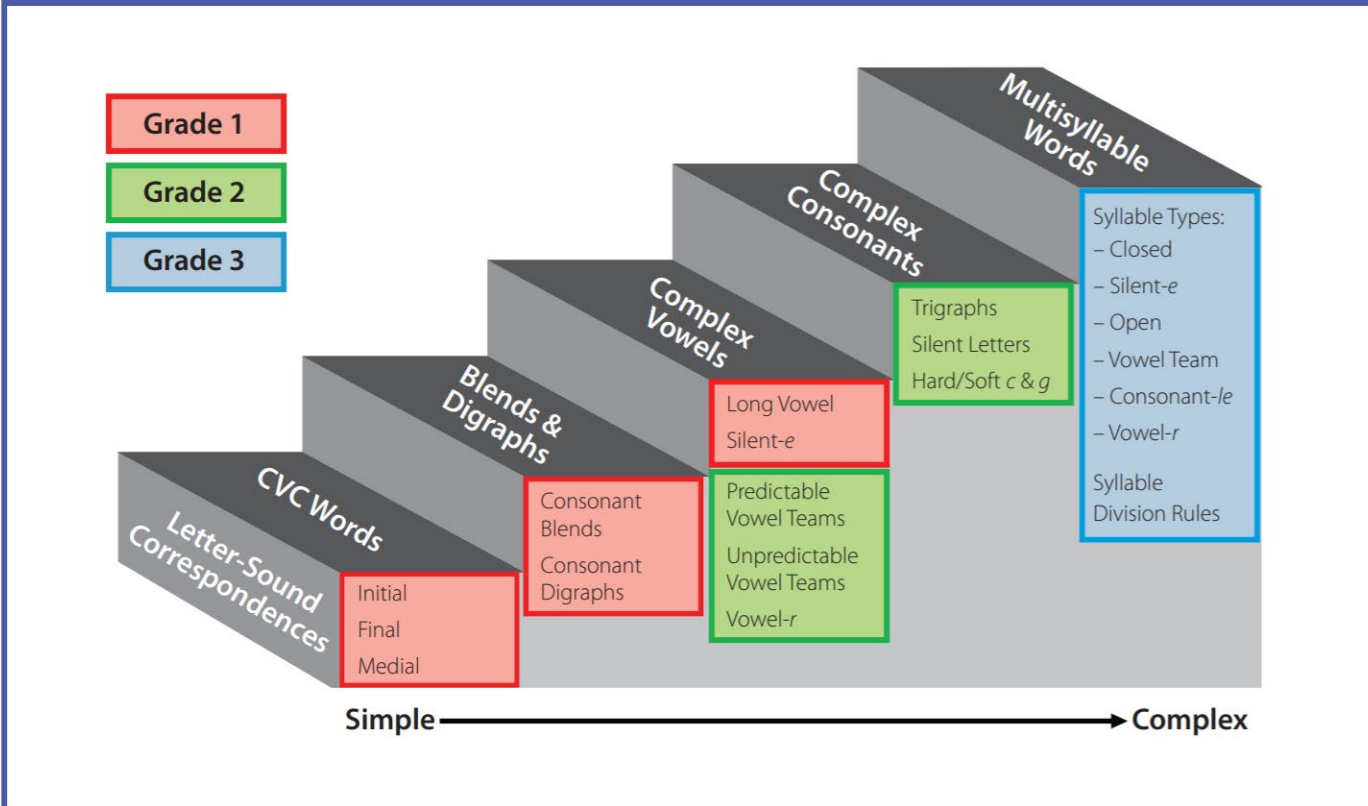 Grade 1
Grade 2
Grade 3
Letter-Sound
Correspondences
CVC Words
Initial
Final
Medial
Blends &
Digraphs
Consonant
Blends
Consonant
Digraphs
Complex
Vowels
Long Vowel
Silent-e
Predictable
Vowel Teams
Unpredictable
Vowel Teams
Vowel-r
Complex
Consonants
Trigraphs
Silent Letters
Hard/Soft c & g
Multisyllable
Words
Syllable Types:
– Closed
– Silent-e
– Open
– Vowel Team
– Consonant-le
– Vowel-r
Syllable
Division Rules
Simple
Complex